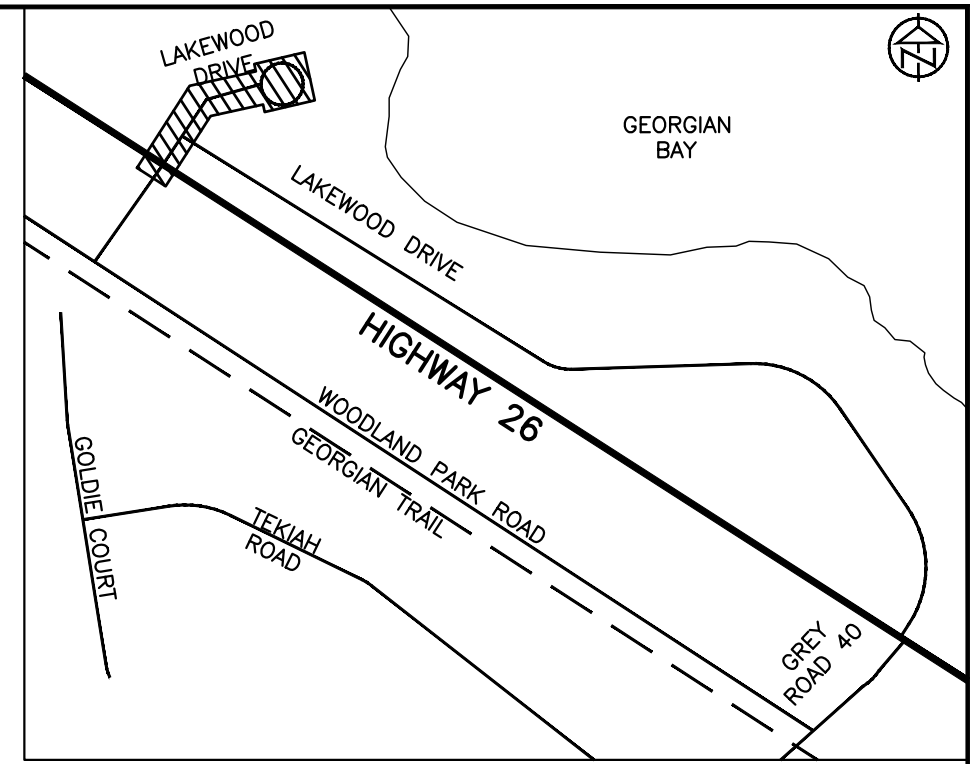 LAKEWOOD
DRIVE
N
GEORGIAN
BAY
LAKEWOOD DRIVE
HIGHWAY 26
WOODLAND PARK ROAD
GEORGIAN TRAIL
GOLDIE COURT
TEKIAH
ROAD
GREY
ROAD 40